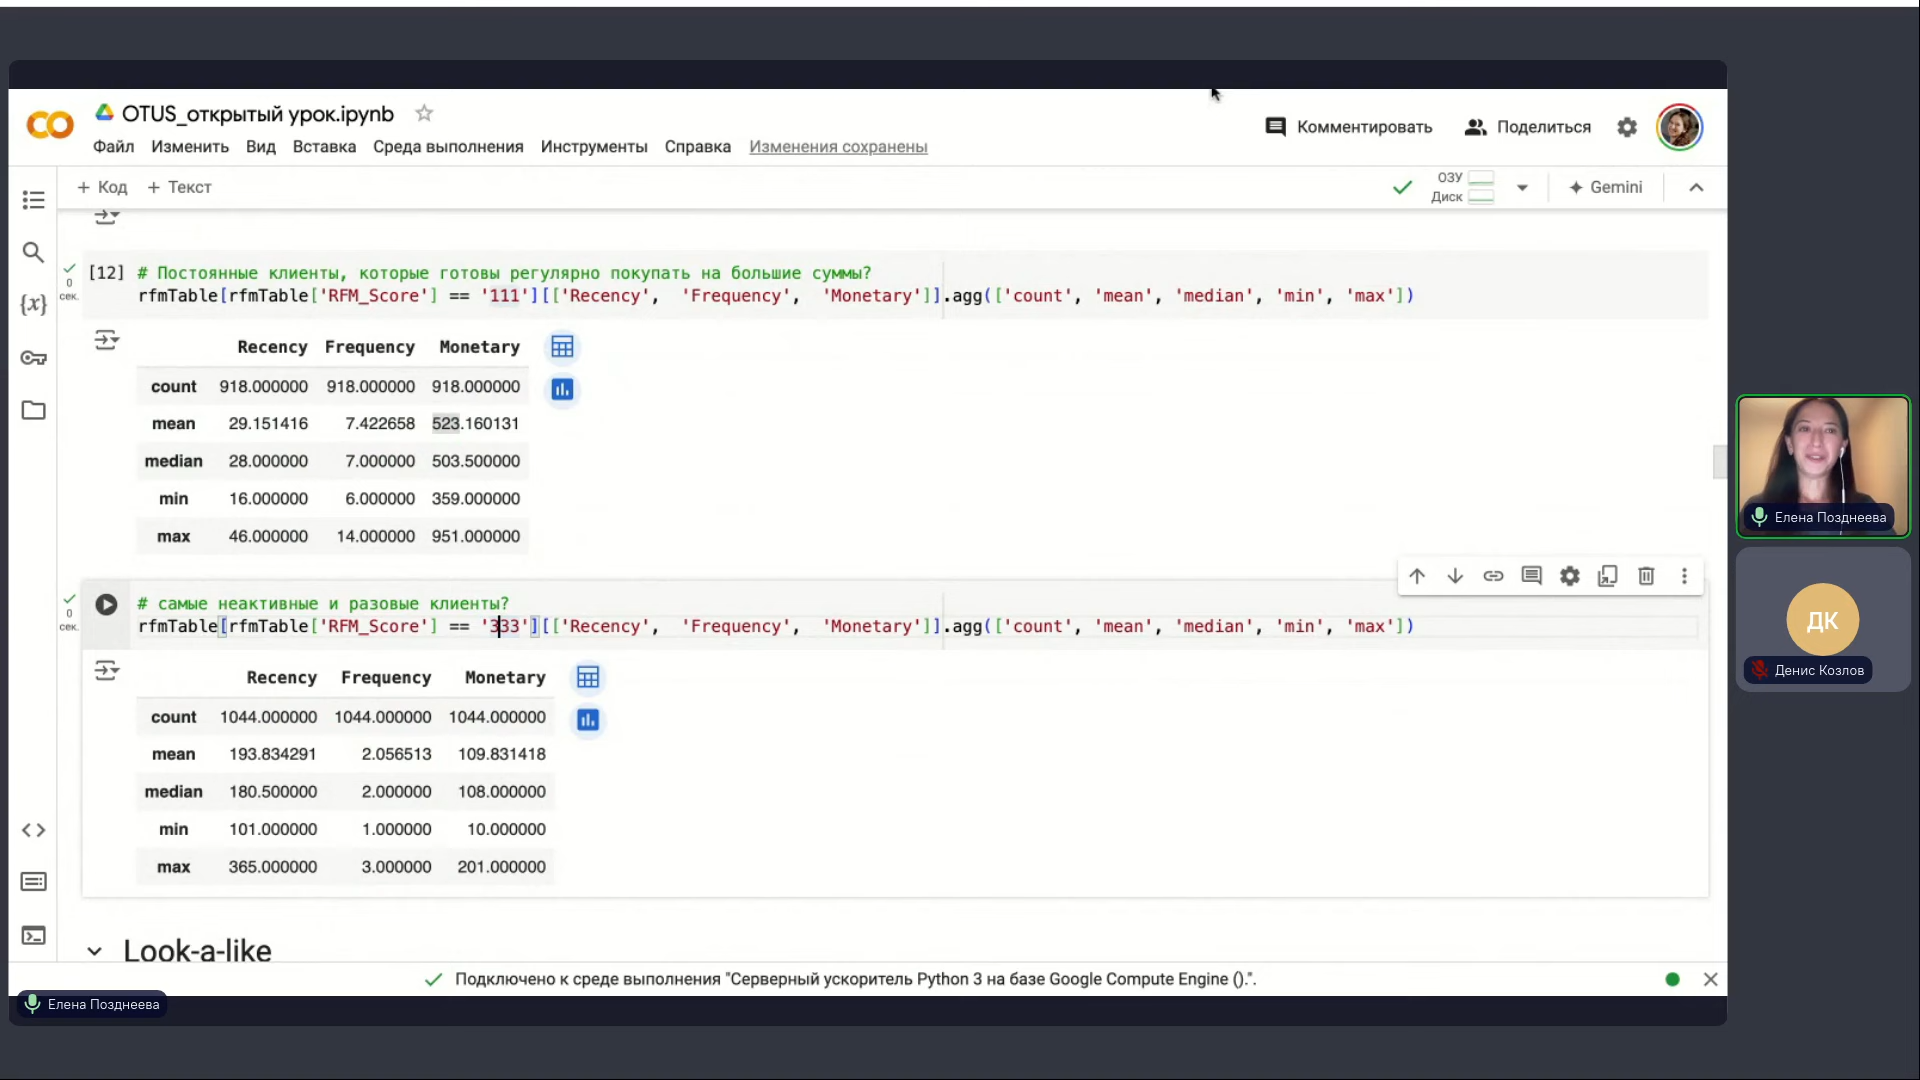 OTUS_открытый урок.ipynb
Комментировать
Поделиться
Файл Изменить Вид Вставка Среда выполнения Инструменты Справка Изменения сохранены
+ Код + Текст
ОЗУ
Диск
Gemini
[12] # Постоянные клиенты, которые готовы регулярно покупать на большие суммы?
0 сек.
rfmTable[rfmTable['RFM_Score'] == '111'][['Recency', 'Frequency', 'Monetary']].agg(['count', 'mean', 'median', 'min', 'max'])
Recency Frequency Monetary
count 918.000000 918.000000 918.000000
mean 29.151416 7.422658 523.160131
median 28.000000 7.000000 503.500000
min 16.000000 6.000000 359.000000
max 46.000000 14.000000 951.000000
# самые неактивные и разовые клиенты?
0 сек.
rfmTable[rfmTable['RFM_Score'] == '333'][['Recency', 'Frequency', 'Monetary']].agg(['count', 'mean', 'median', 'min', 'max'])
Recency Frequency Monetary
count 1044.000000 1044.000000 1044.000000
mean 193.834291 2.056513 109.831418
median 180.500000 2.000000 108.000000
min 101.000000 1.000000 10.000000
max 365.000000 3.000000 201.000000
Look-a-like
Подключено к среде выполнения "Серверный ускоритель Python 3 на базе Google Compute Engine ().".
Елена Позднеева
Елена Позднеева
ДК
Денис Козлов